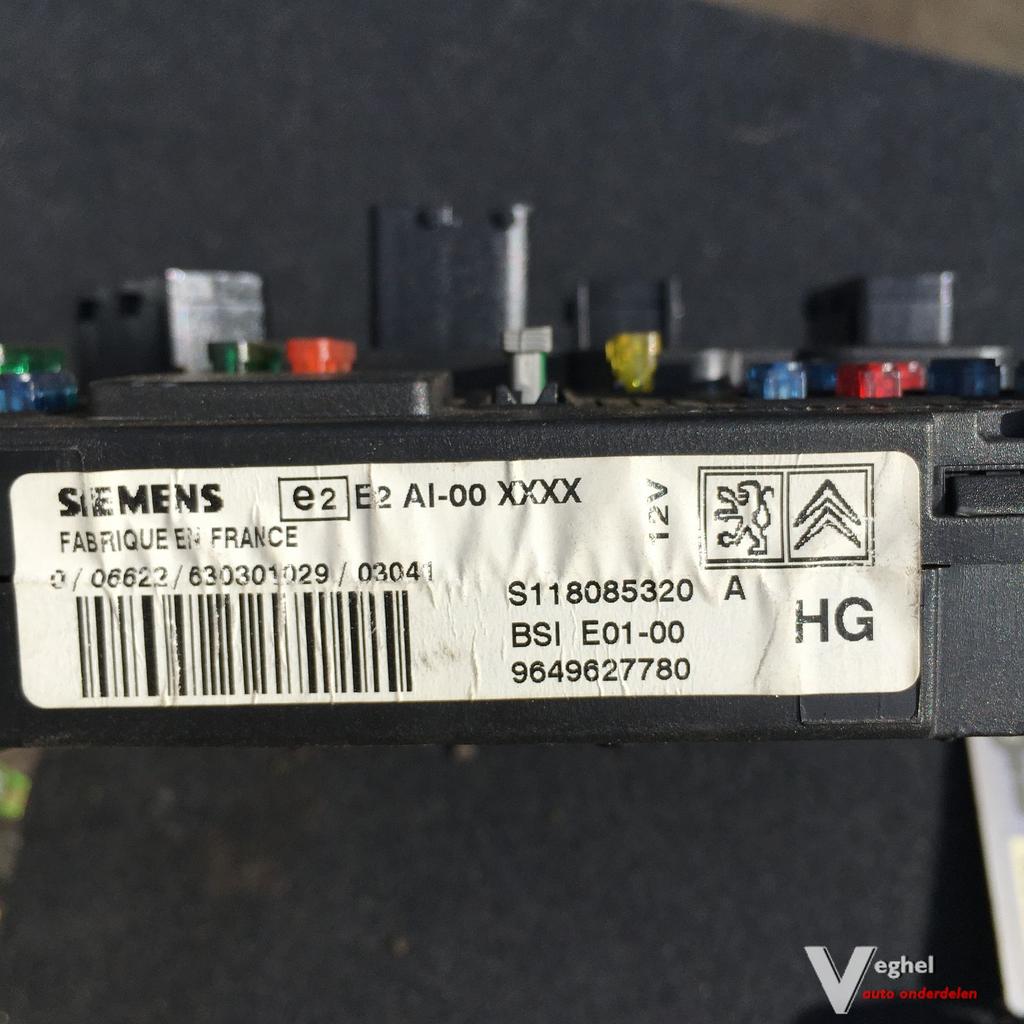 SIEMENS e2 E2 AI-00 XXXX
FABRIQUE EN FRANCE
0/06622/630301029/03041
12V
S118085320 A
BSI E01-00
9649627780
HG
Veghel
auto onderdelen